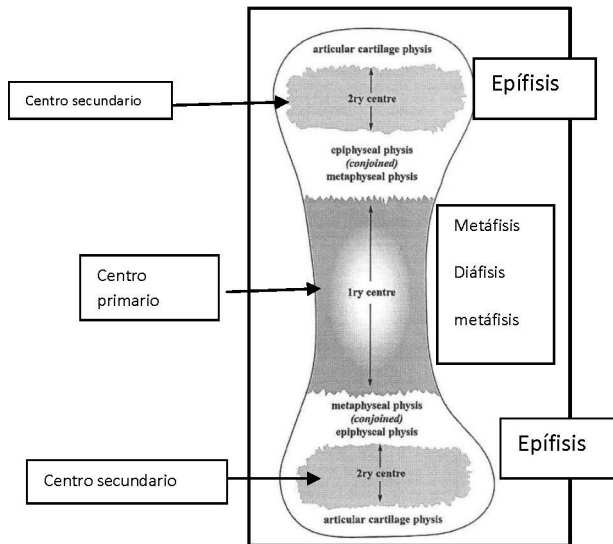 articular cartilage physis
Epífisis
Centro secundario
2ry centre
epiphyseal physis
(conjoined)
metaphyseal physis
Metáfisis
Diáfisis
metáfisis
Centro
primario
1ry centre
metaphyseal physis
(conjoined)
epiphyseal physis
Epífisis
Centro secundario
2ry centre
articular cartilage physis